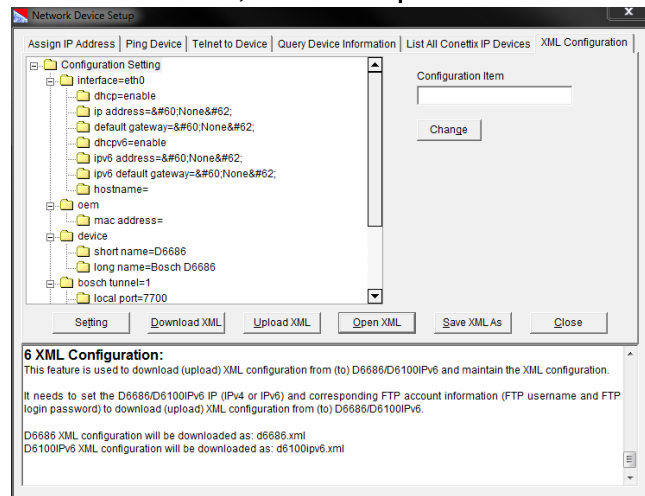 Network Device Setup
X
Assign IP Address Ping Device Telnet to Device Query Device Information List All Conettix IP Devices XML Configuration
Configuration Setting
interface=eth0
dhcp=enable
ip address=&#60;None&#62;
default gateway=&#60;None&#62;
dhcpv6=enable
ipv6 address=&#60;None&#62;
ipv6 default gateway=&#60;None&#62;
hostname=
oem
mac address=
device
short name=D6686
long name=Bosch D6686
bosch tunnel=1
local port=7700
Configuration Item
Change
Setting Download XML Upload XML Open XML Save XML As Close
6 XML Configuration:
This feature is used to download (upload) XML configuration from (to) D6686/D6100IPv6 and maintain the XML configuration.
It needs to set the D6686/D6100IPv6 IP (IPv4 or IPv6) and corresponding FTP account information (FTP username and FTP
login password) to download (upload) XML configuration from (to) D6686/D6100IPv6.
D6686 XML configuration will be downloaded as: d6686.xml
D6100IPv6 XML configuration will be downloaded as: d6100ipv6.xml